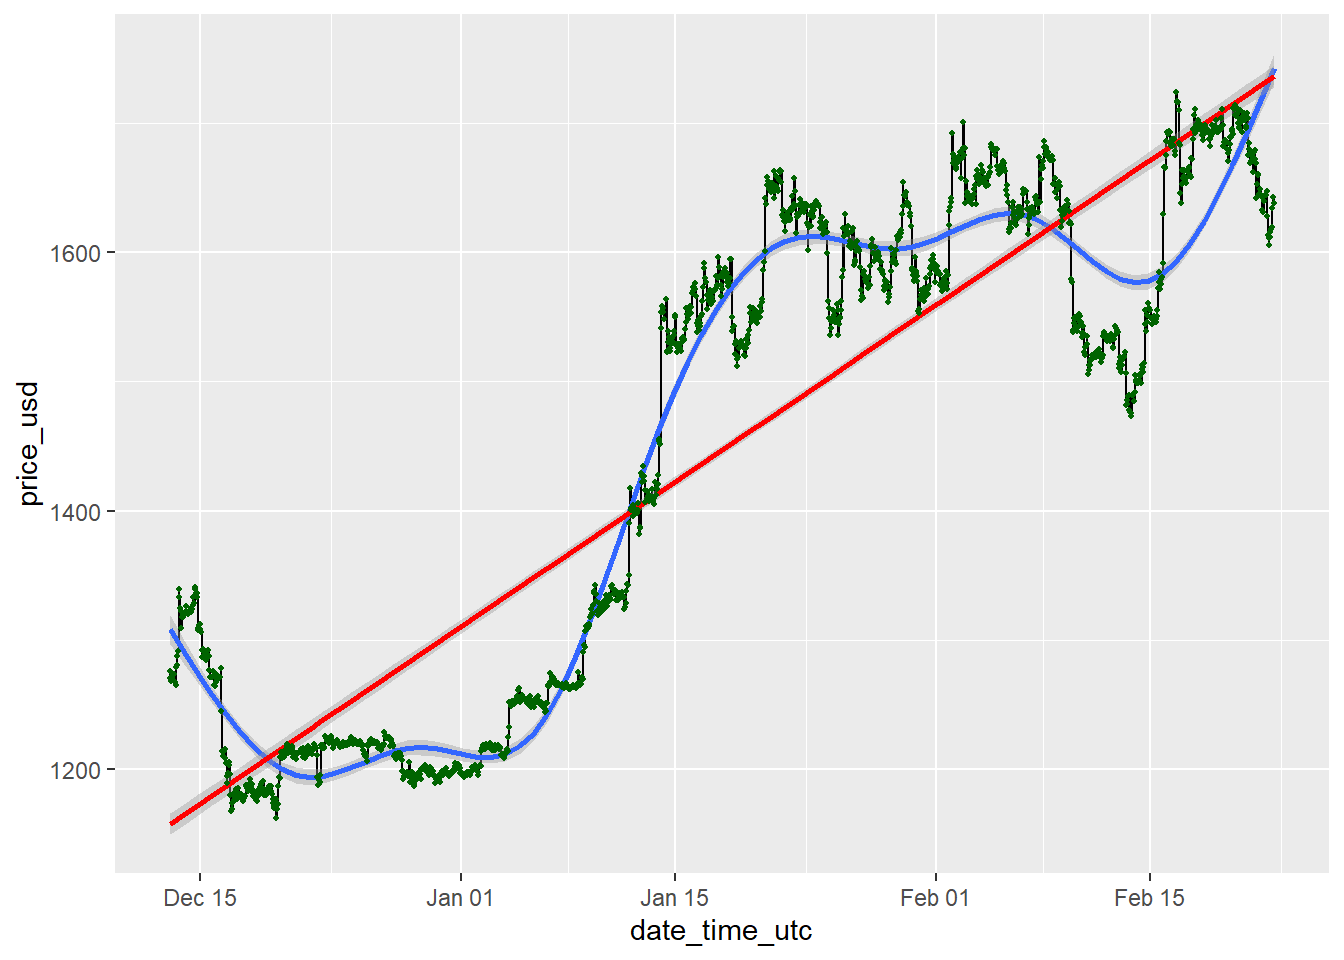 price_usd
1600
1400
1200
Dec 15
Jan 01
Jan 15
Feb 01
Feb 15
date_time_utc